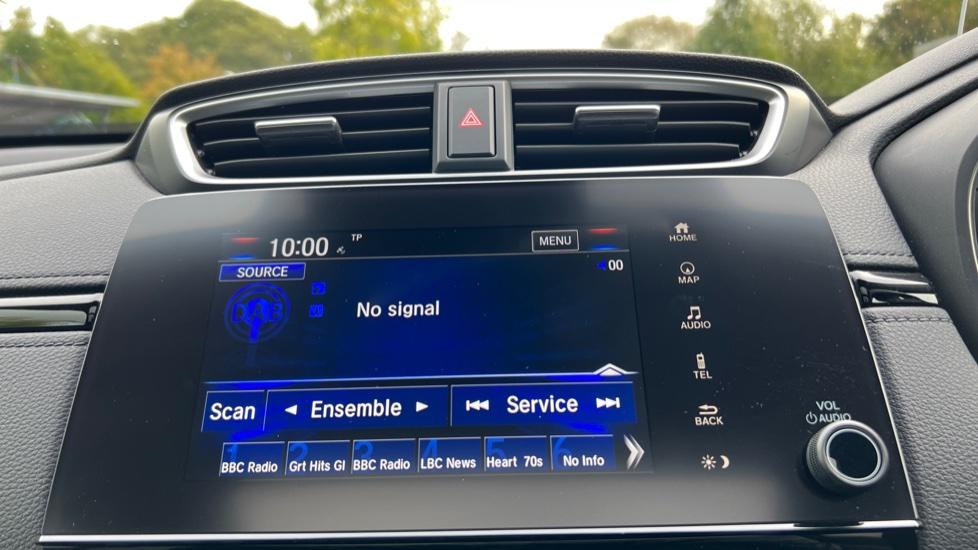 10:00 TP MENU
SOURCE 00
DAB No signal
Scan Ensemble Service
1 2 3 4 5 6
BBC Radio Grt Hits Gl BBC Radio LBC News Heart 70s No Info
HOME
MAP
AUDIO
TEL
BACK
VOL
AUDIO